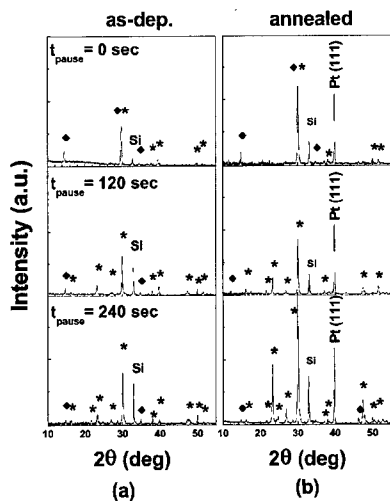 as-dep. annealed
t_pause = 0 sec
Si
Si
Pt (111)
t_pause = 120 sec
Si
Si
Pt (111)
t_pause = 240 sec
Si
Si
Pt (111)
Intensity (a.u.)
10 20 30 40 50 10 20 30 40 50
2θ (deg) 2θ (deg)
(a) (b)